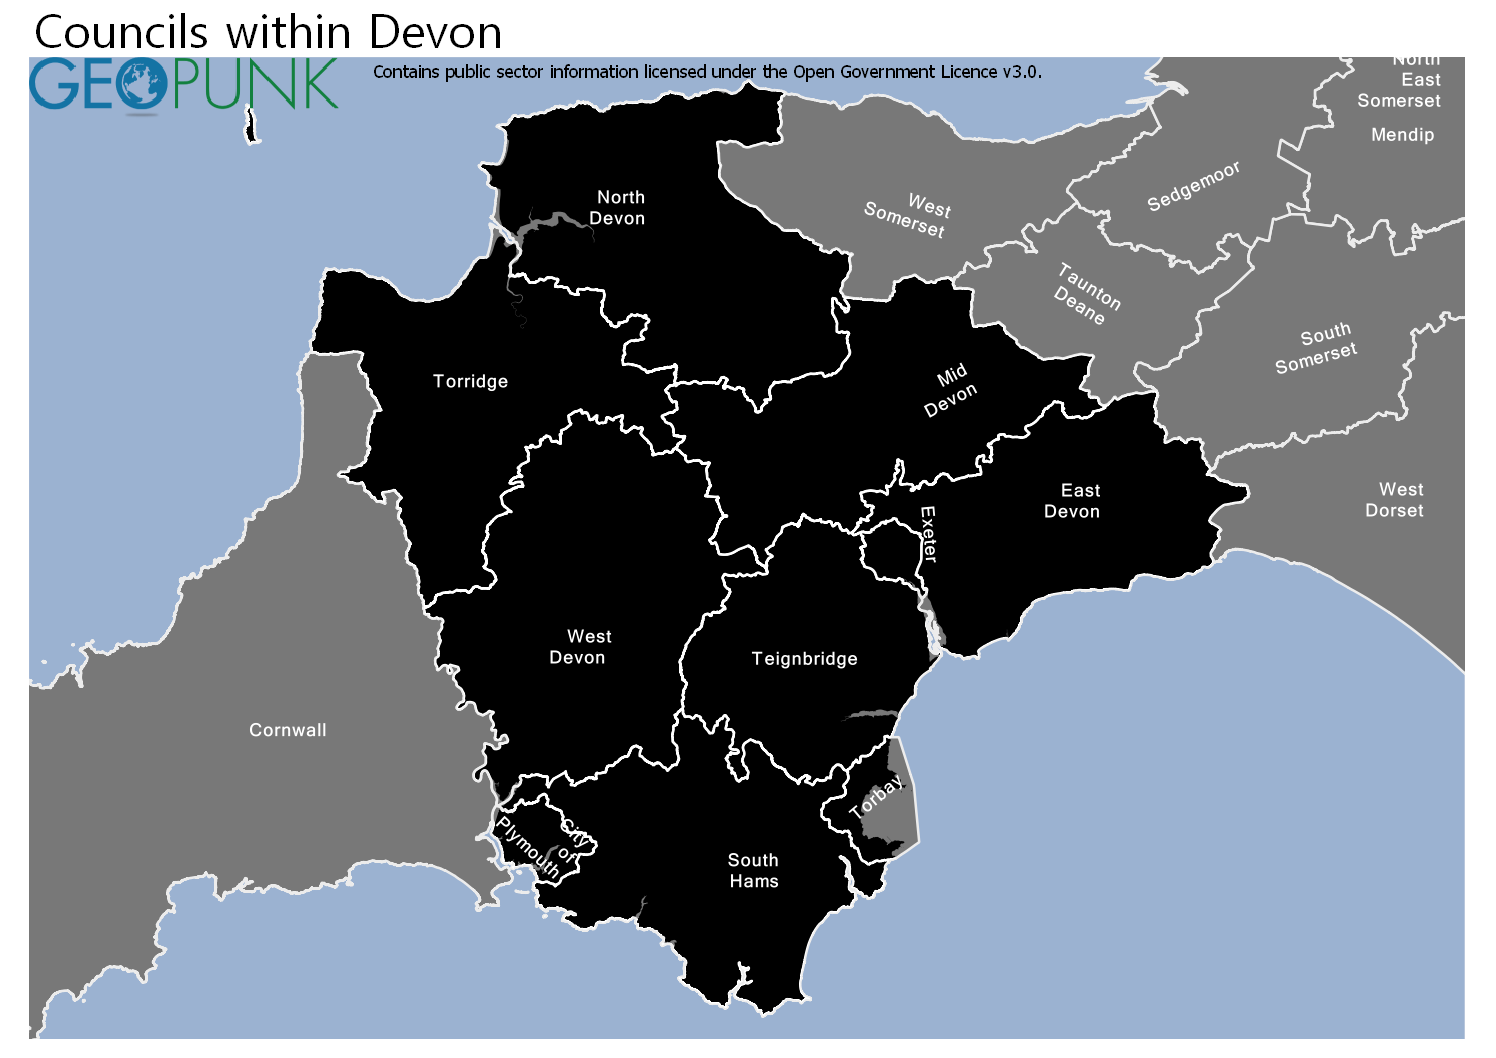 Councils within Devon
GEOPUNK
Contains public sector information licensed under the Open Government Licence v3.0.
North
East
Somerset
Mendip
Sedgemoor
West
Somerset
North
Devon
Taunton
Deane
South
Somerset
Torridge
Mid
Devon
East
Devon
West
Dorset
Exeter
West
Devon
Teignbridge
Cornwall
Torbay
City
of
Plymouth
South
Hams